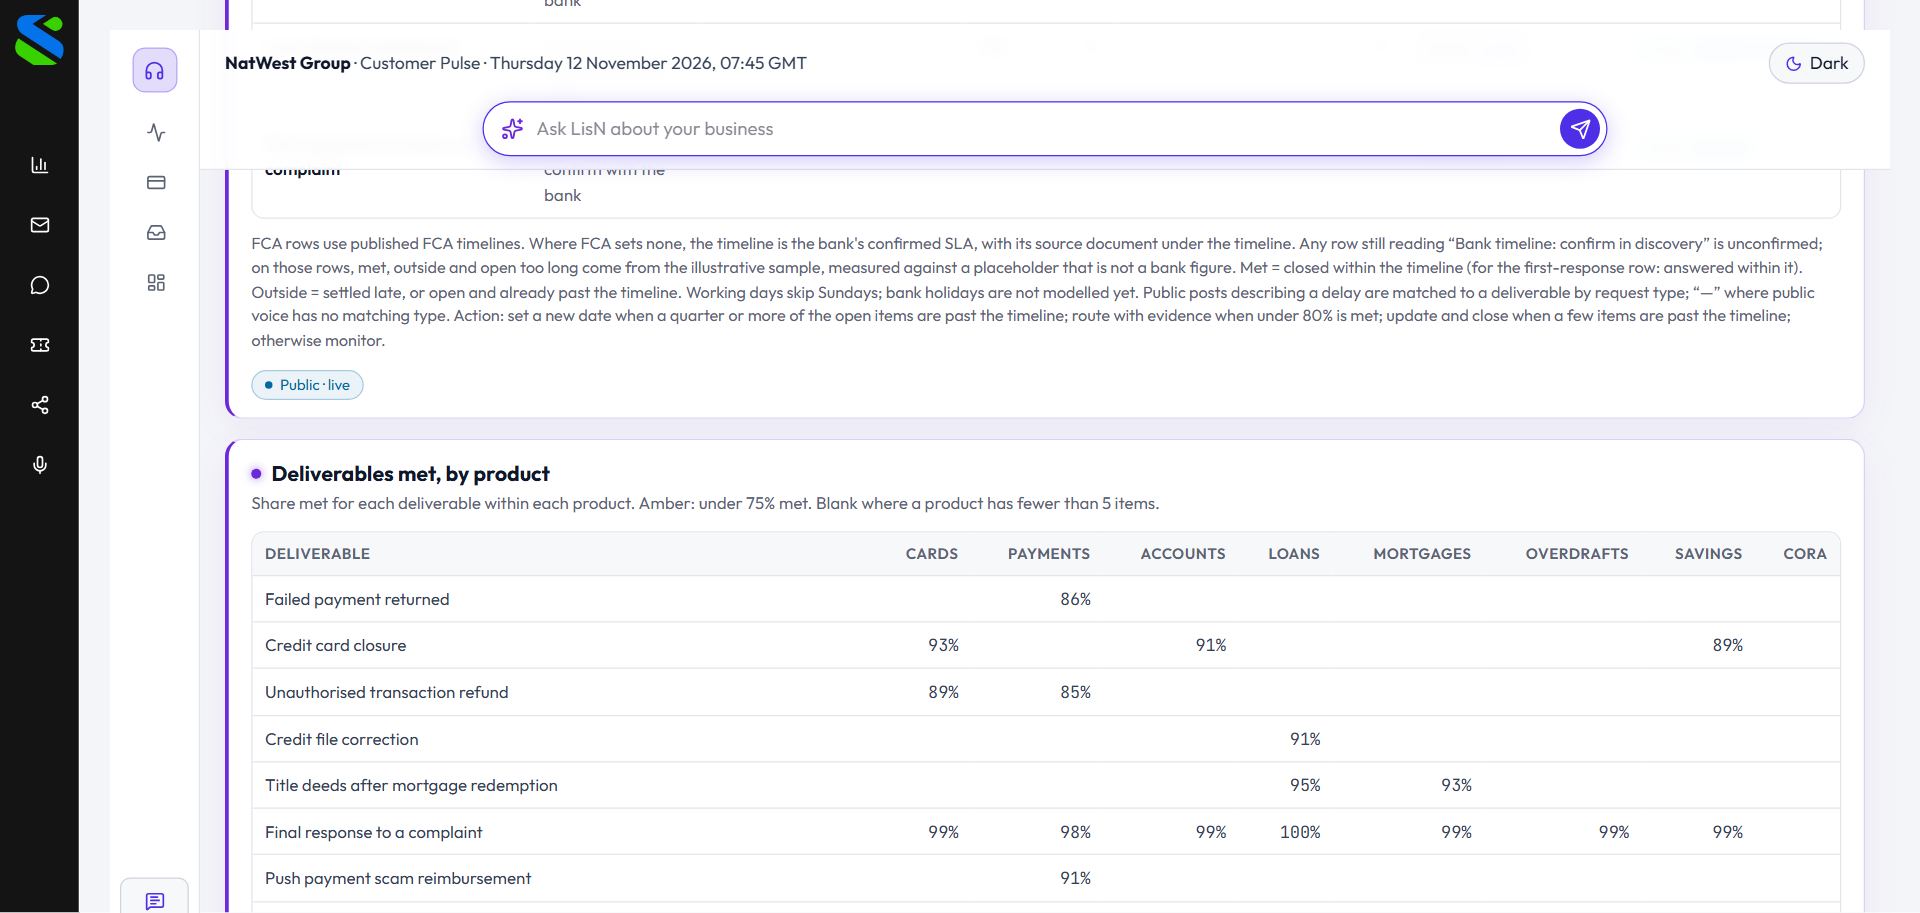 bank
NatWest Group · Customer Pulse · Thursday 12 November 2026, 07:45 GMT
Dark
Ask LisN about your business
complaint
confirm with the
bank
FCA rows use published FCA timelines. Where FCA sets none, the timeline is the bank's confirmed SLA, with its source document under the timeline. Any row still reading “Bank timeline: confirm in discovery” is unconfirmed;
on those rows, met, outside and open too long come from the illustrative sample, measured against a placeholder that is not a bank figure. Met = closed within the timeline (for the first-response row: answered within it).
Outside = settled late, or open and already past the timeline. Working days skip Sundays; bank holidays are not modelled yet. Public posts describing a delay are matched to a deliverable by request type; “—” where public
voice has no matching type. Action: set a new date when a quarter or more of the open items are past the timeline; route with evidence when under 80% is met; update and close when a few items are past the timeline;
otherwise monitor.
Public · live
Deliverables met, by product
Share met for each deliverable within each product. Amber: under 75% met. Blank where a product has fewer than 5 items.
DELIVERABLE CARDS PAYMENTS ACCOUNTS LOANS MORTGAGES OVERDRAFTS SAVINGS CORA
Failed payment returned 86%
Credit card closure 93% 91% 89%
Unauthorised transaction refund 89% 85%
Credit file correction 91%
Title deeds after mortgage redemption 95% 93%
Final response to a complaint 99% 98% 99% 100% 99% 99% 99%
Push payment scam reimbursement 91%